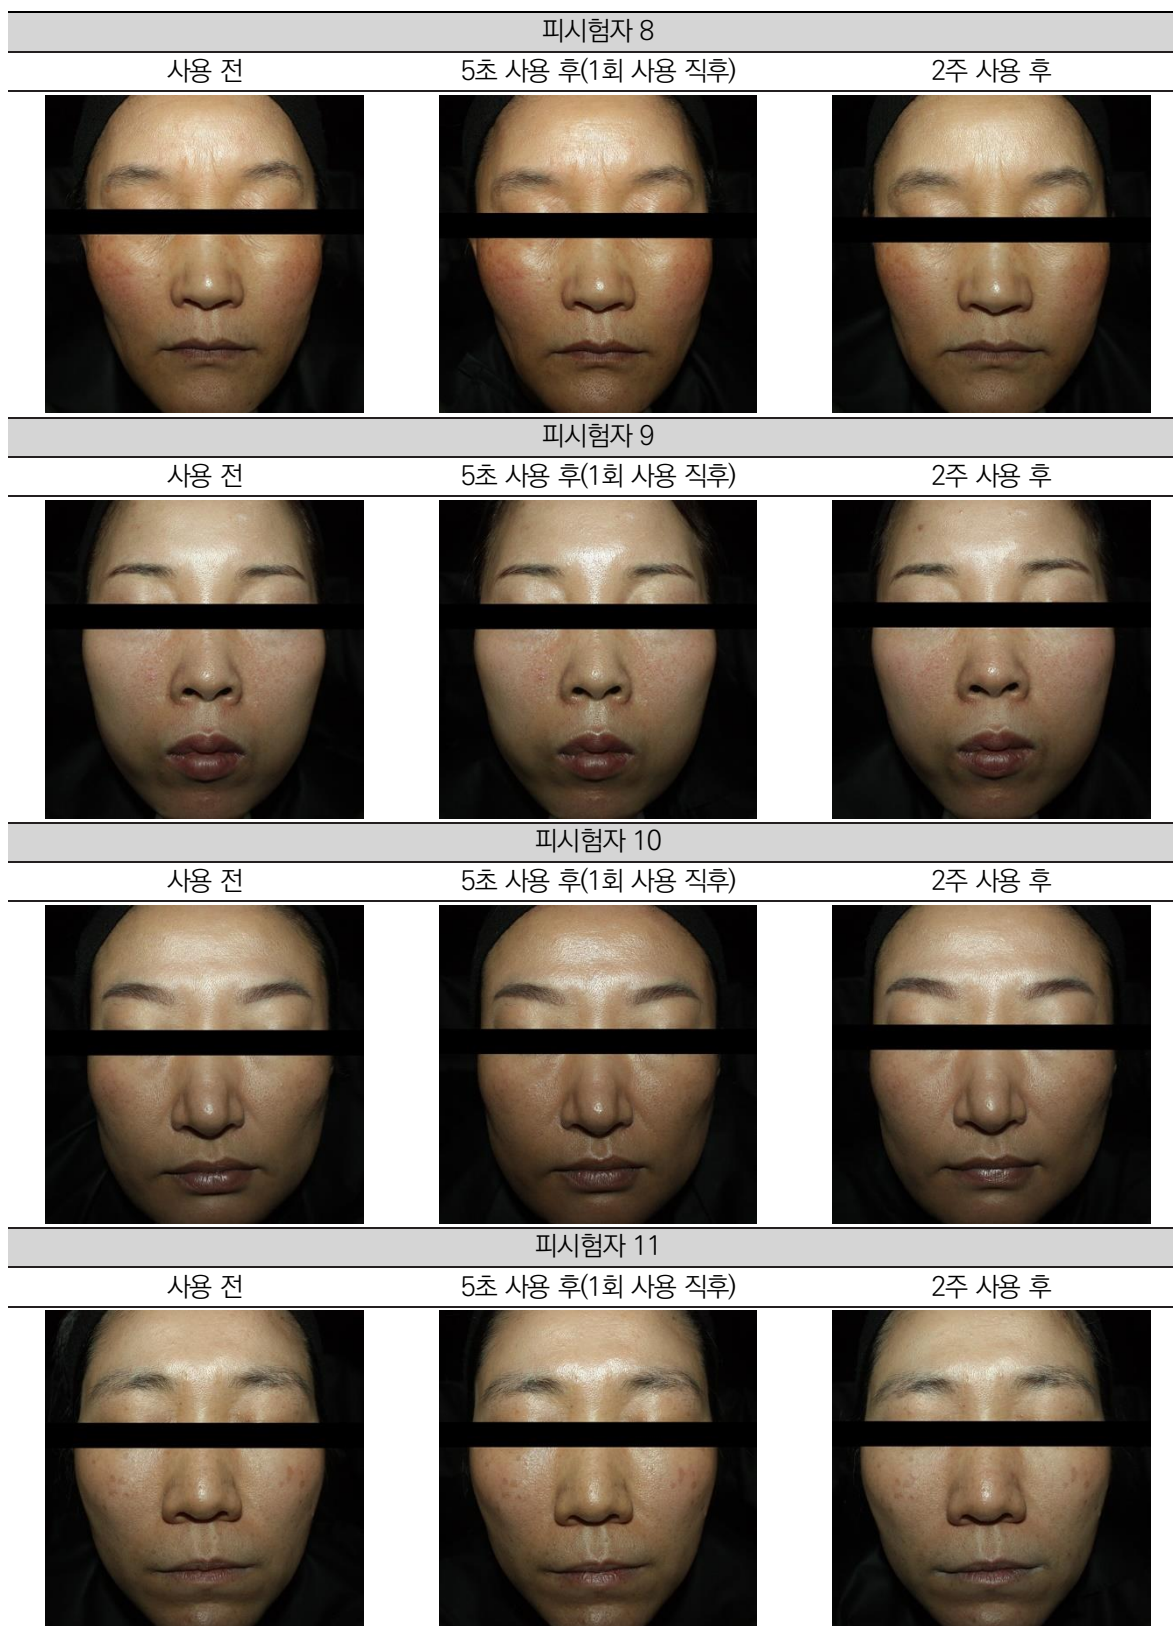 피시험자 8
사용 전 5초 사용 후(1회 사용 직후) 2주 사용 후
피시험자 9
사용 전 5초 사용 후(1회 사용 직후) 2주 사용 후
피시험자 10
사용 전 5초 사용 후(1회 사용 직후) 2주 사용 후
피시험자 11
사용 전 5초 사용 후(1회 사용 직후) 2주 사용 후